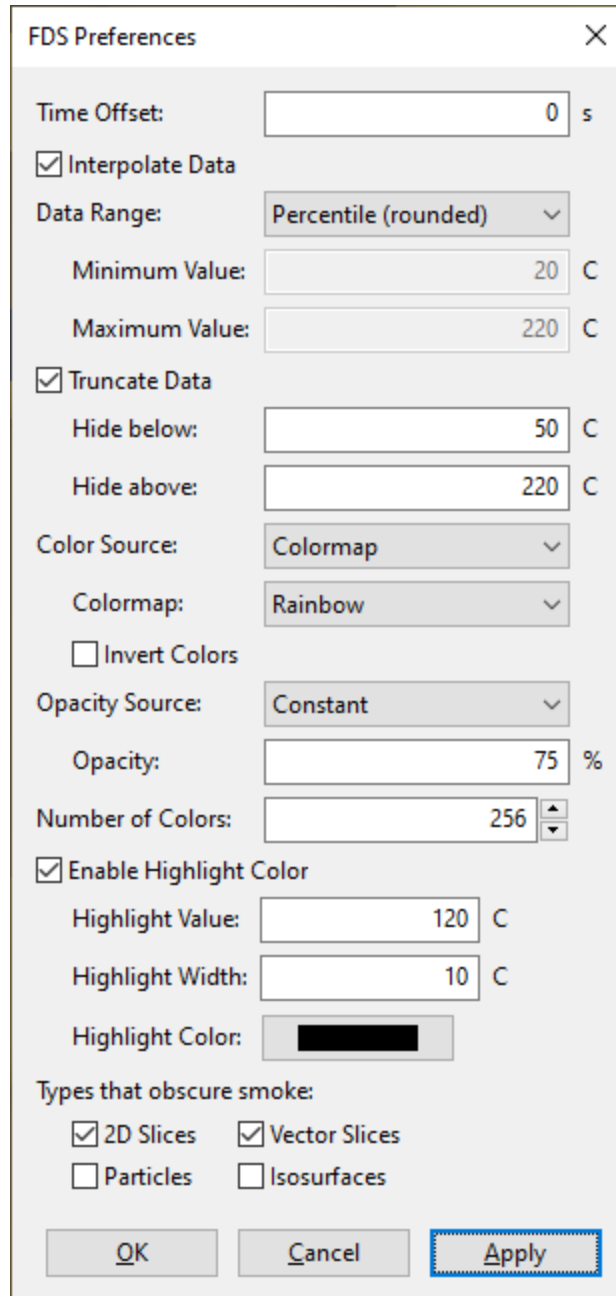 FDS Preferences
Time Offset: 0 s
Interpolate Data
Data Range: Percentile (rounded)
Minimum Value: 20 C
Maximum Value: 220 C
Truncate Data
Hide below: 50 C
Hide above: 220 C
Color Source: Colormap
Colormap: Rainbow
Invert Colors
Opacity Source: Constant
Opacity: 75 %
Number of Colors: 256
Enable Highlight Color
Highlight Value: 120 C
Highlight Width: 10 C
Highlight Color:
Types that obscure smoke:
2D Slices Vector Slices
Particles Isosurfaces
OK Cancel Apply